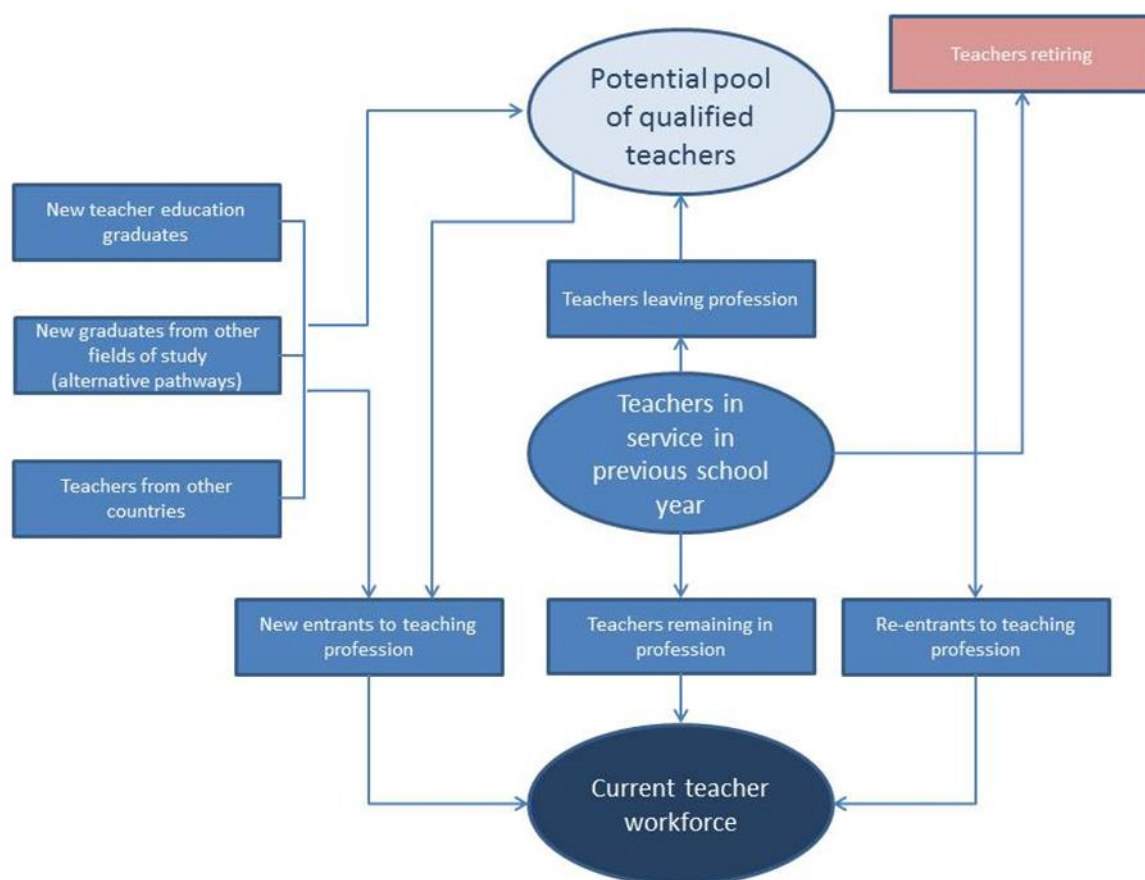 Teachers retiring
Potential pool
of qualified
teachers
New teacher education
graduates
Teachers leaving profession
New graduates from other
fields of study
(alternative pathways)
Teachers in
service in
previous school
year
Teachers from other
countries
New entrants to teaching
profession
Teachers remaining in
profession
Re-entrants to teaching
profession
Current teacher
workforce